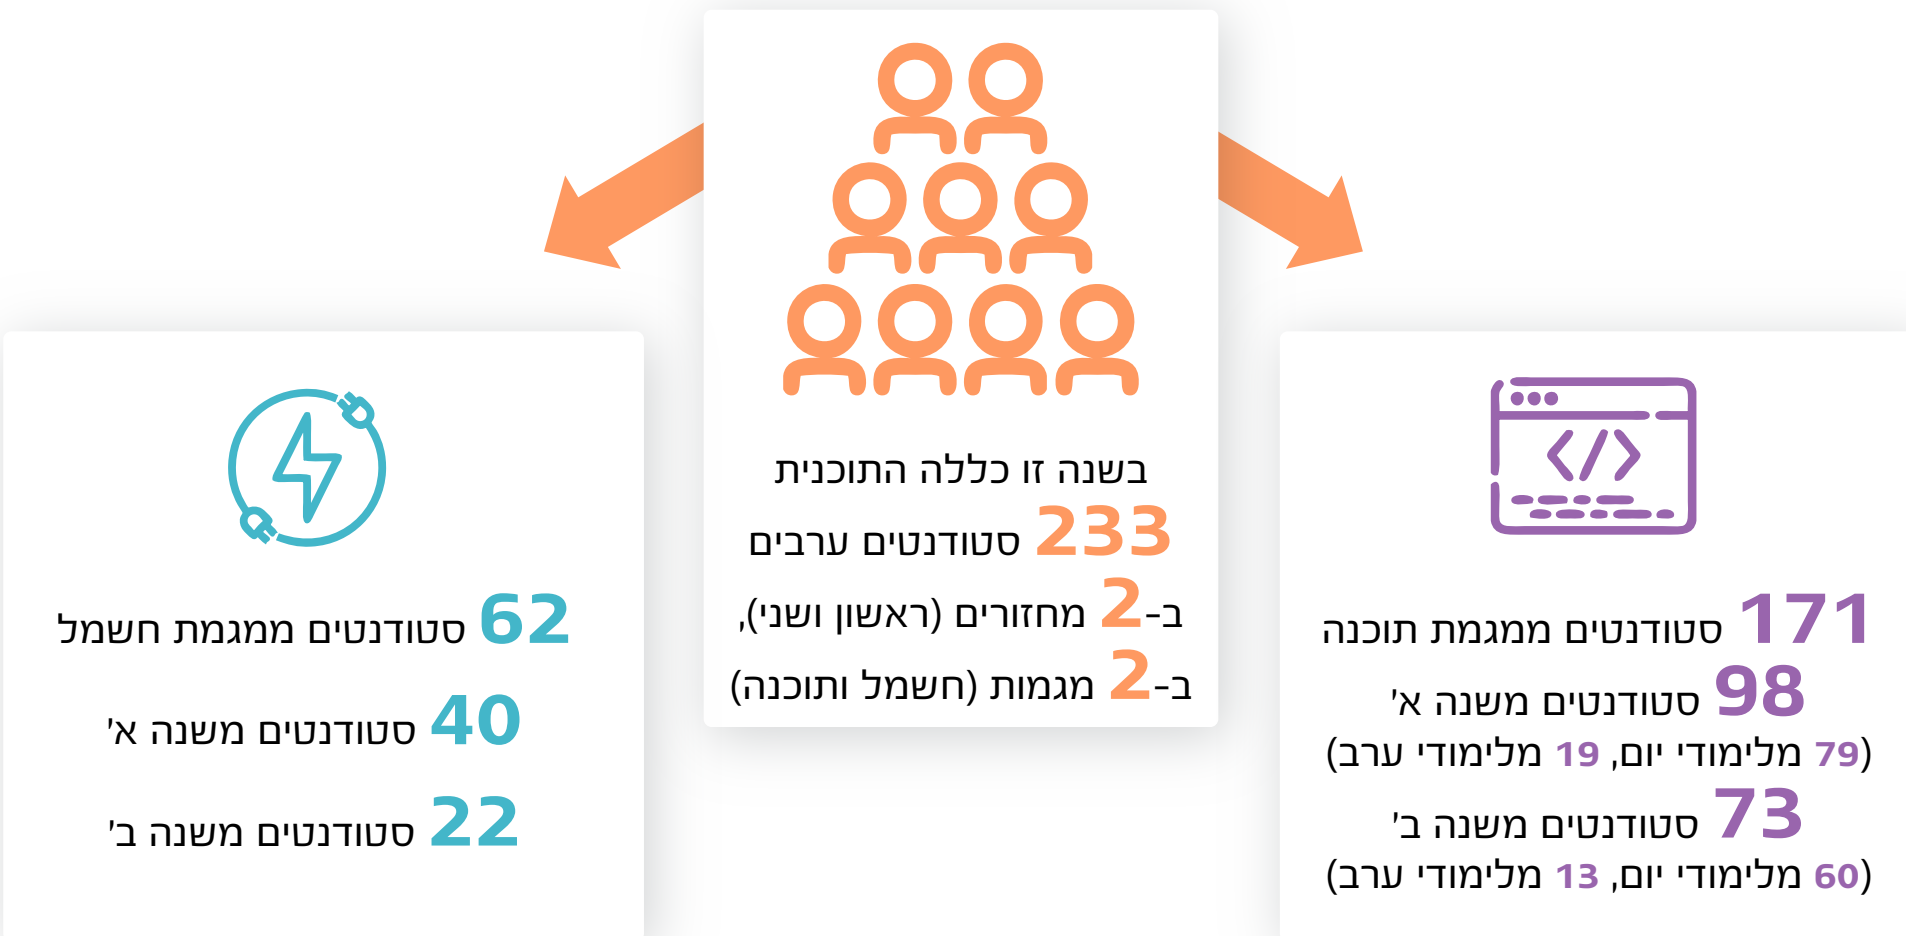 בשנה זו כללה התוכנית
233 סטודנטים ערבים
ב-2 מחזורים (ראשון ושני),
ב-2 מגמות (חשמל ותוכנה)
171 סטודנטים ממגמת תוכנה
98 סטודנטים משנה א'
(79 מלימודי יום, 19 מלימודי ערב)
73 סטודנטים משנה ב'
(60 מלימודי יום, 13 מלימודי ערב)
62 סטודנטים ממגמת חשמל
40 סטודנטים משנה א'
22 סטודנטים משנה ב'